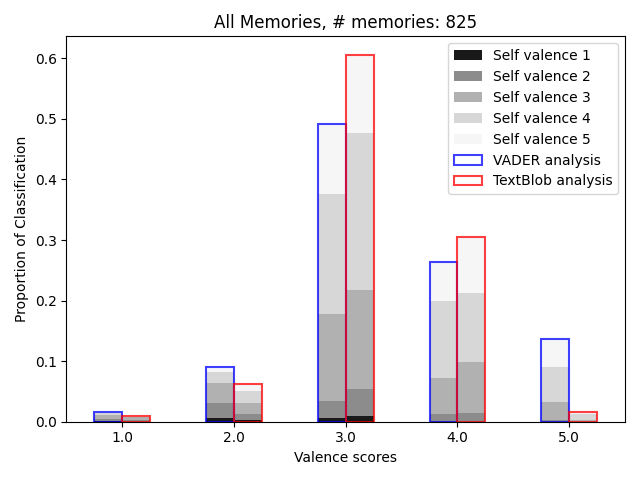 All Memories, # memories: 825
Proportion of Classification
0.6
0.5
0.4
0.3
0.2
0.1
0.0
Self valence 1
Self valence 2
Self valence 3
Self valence 4
Self valence 5
VADER analysis
TextBlob analysis
1.0 2.0 3.0 4.0 5.0
Valence scores